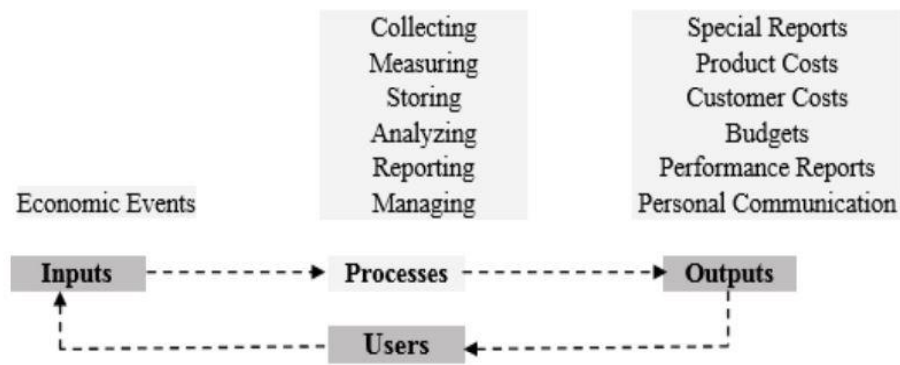 Collecting
Measuring
Storing
Analyzing
Reporting
Managing
Special Reports
Product Costs
Customer Costs
Budgets
Performance Reports
Personal Communication
Economic Events
Inputs
Processes
Outputs
Users